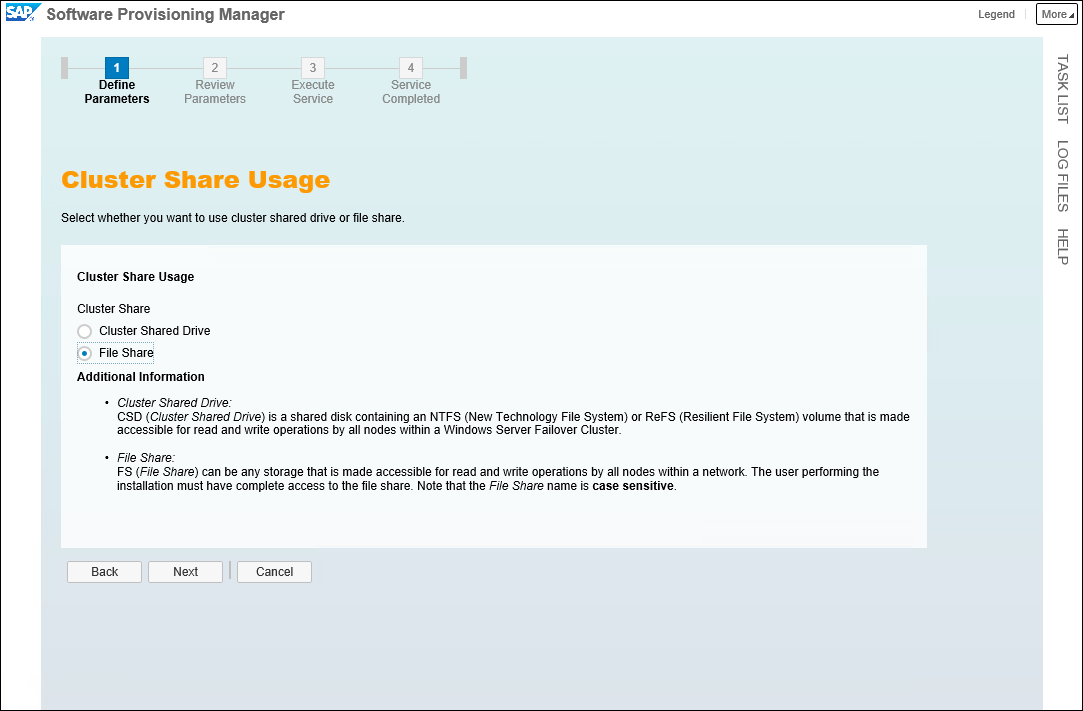 SAP Software Provisioning Manager
Legend
More
1
2
3
4
Define
Parameters
Review
Parameters
Execute
Service
Service
Completed
TASK LIST
LOG FILES
HELP
Cluster Share Usage
Select whether you want to use cluster shared drive or file share.
Cluster Share Usage
Cluster Share
Cluster Shared Drive
File Share
Additional Information
• Cluster Shared Drive:
CSD (Cluster Shared Drive) is a shared disk containing an NTFS (New Technology File System) or ReFS (Resilient File System) volume that is made
accessible for read and write operations by all nodes within a Windows Server Failover Cluster.
• File Share:
FS (File Share) can be any storage that is made accessible for read and write operations by all nodes within a network. The user performing the
installation must have complete access to the file share. Note that the File Share name is case sensitive.
Back
Next
Cancel